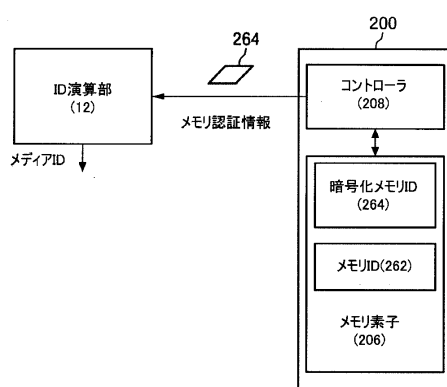 264
200
ID演算部
(12)
コントローラ
(208)
メモリ認証情報
メディアID
暗号化メモリID
(264)
メモリID(262)
メモリ素子
(206)